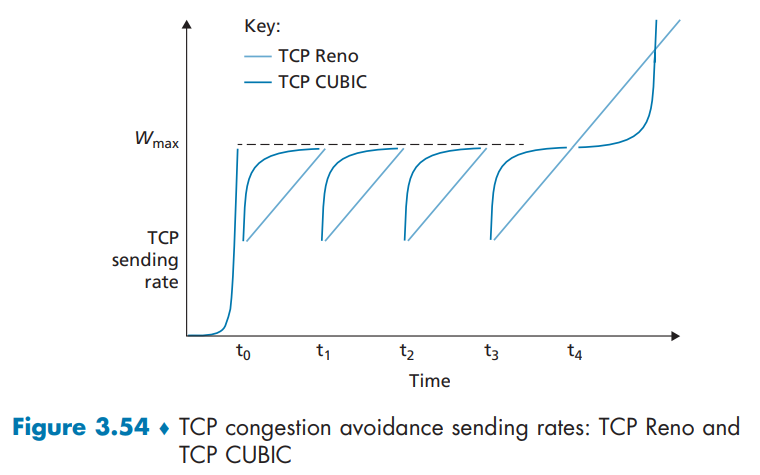 Key:
TCP Reno
TCP CUBIC
Wmax
TCP
sending
rate
t0
t1
t2
t3
t4
Time
Figure 3.54 ♦ TCP congestion avoidance sending rates: TCP Reno and
TCP CUBIC